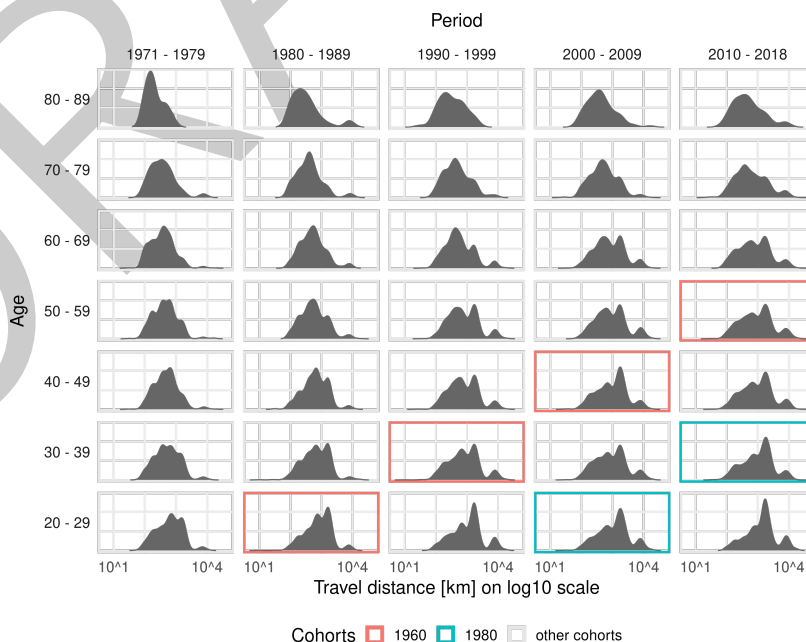 Period
1971 - 1979 1980 - 1989 1990 - 1999 2000 - 2009 2010 - 2018
80 - 89
70 - 79
60 - 69
50 - 59
40 - 49
30 - 39
20 - 29
Age
10^1 10^4 10^1 10^4 10^1 10^4 10^1 10^4 10^1 10^4
Travel distance [km] on log10 scale
Cohorts 1960 1980 other cohorts